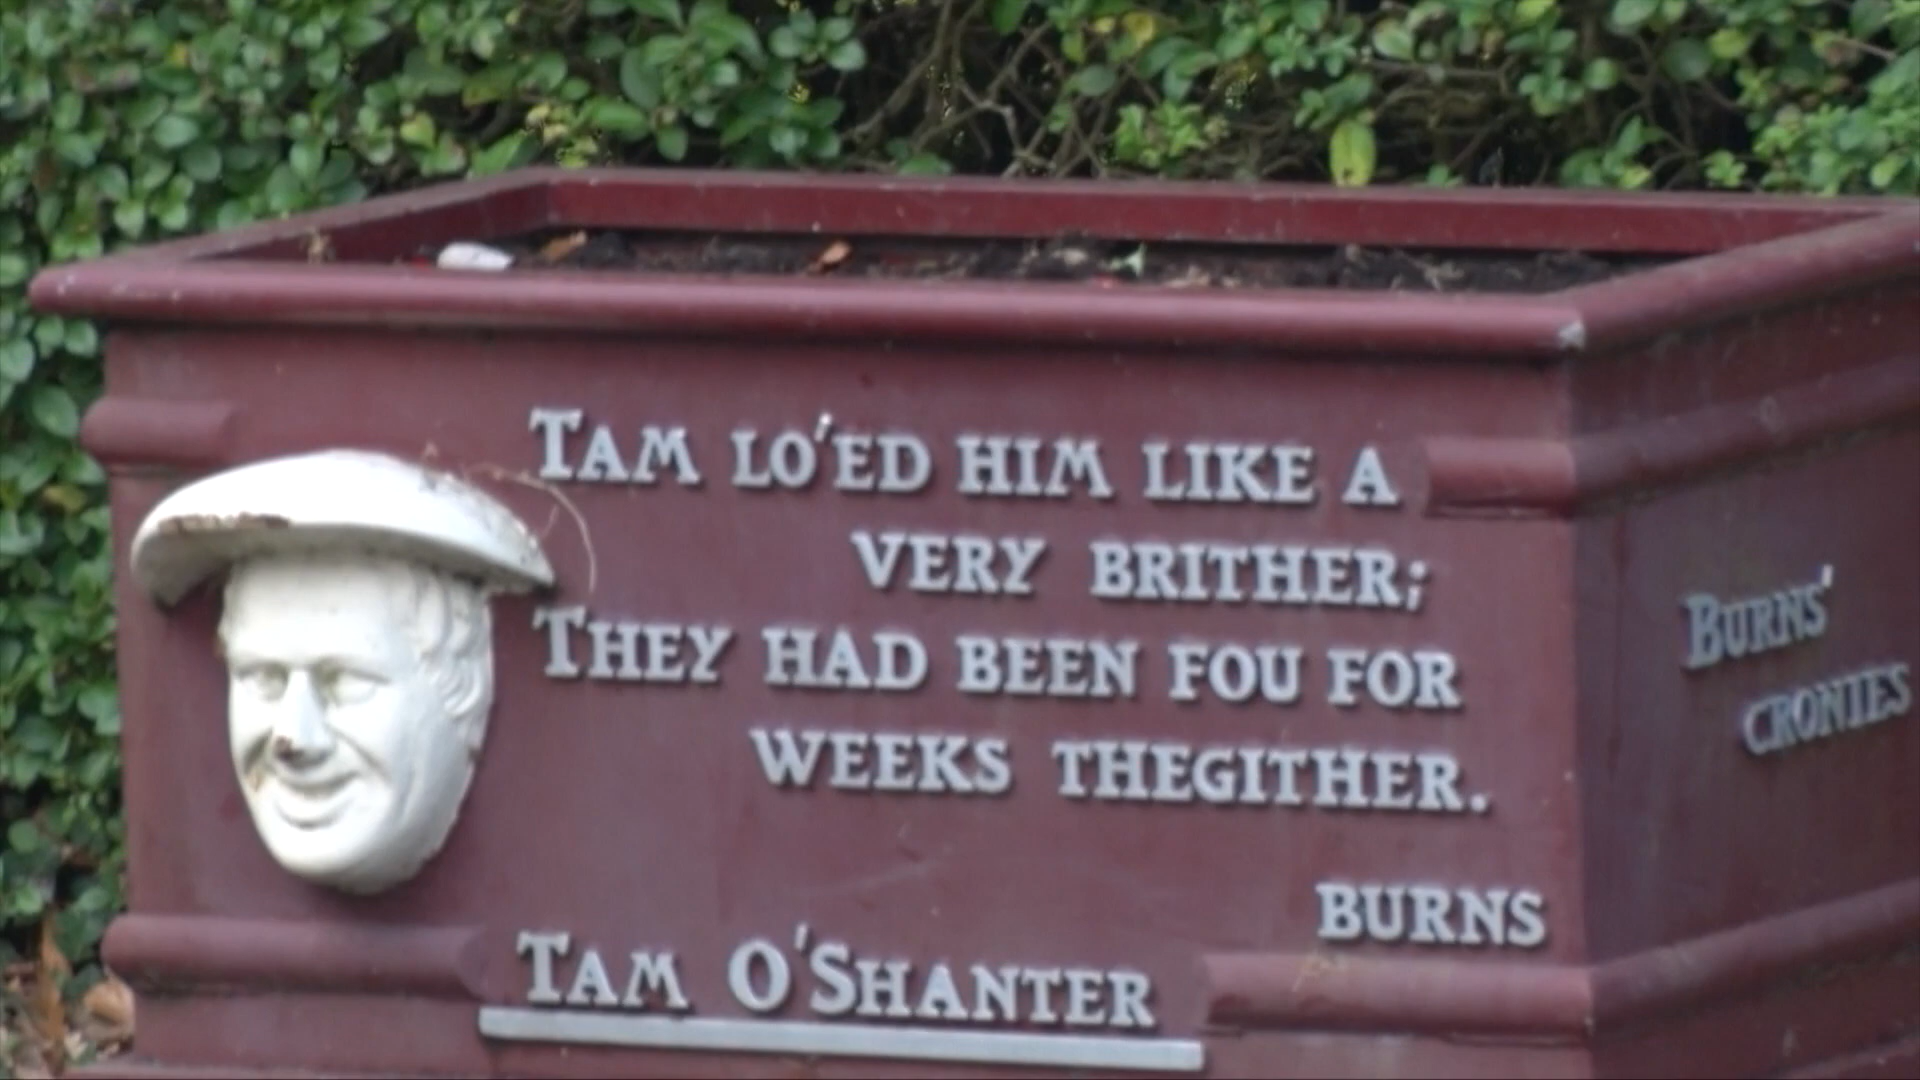 TAM LO'ED HIM LIKE A
VERY BRITHER;
THEY HAD BEEN FOU FOR
WEEKS THEGITHER.
BURNS
TAM O'SHANTER
BURNS'
CRONIES